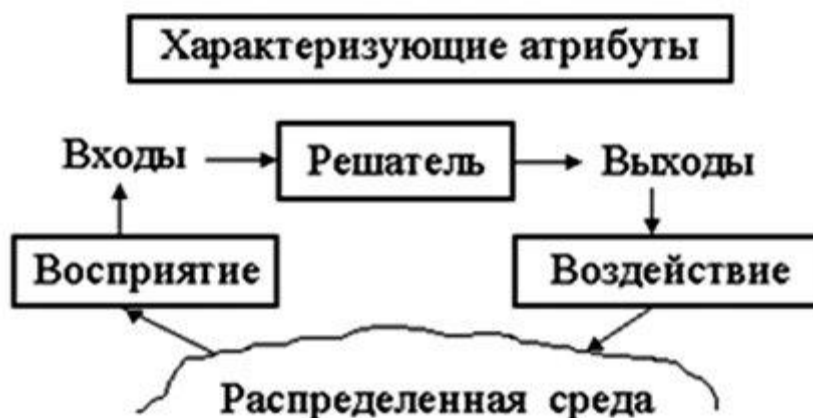 Характеризующие атрибуты
Входы Решатель Выходы
Восприятие Воздействие
Распределенная среда